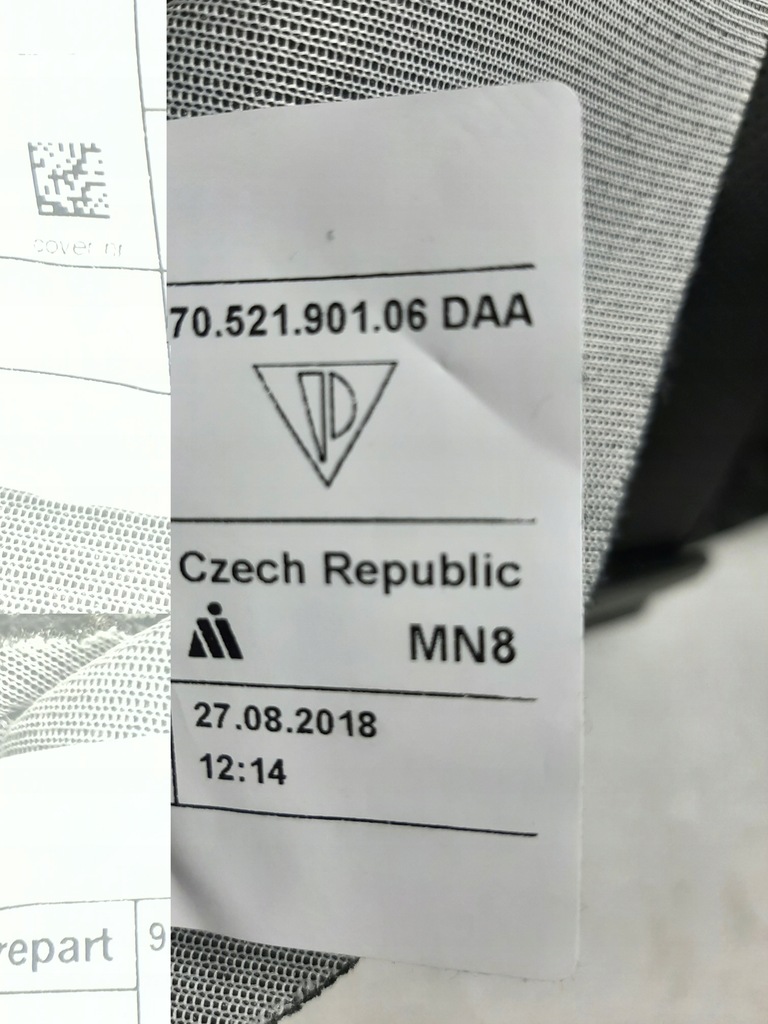 cover nr
70.521.901.06 DAA
Czech Republic
MN8
27.08.2018
12:14
repart 9